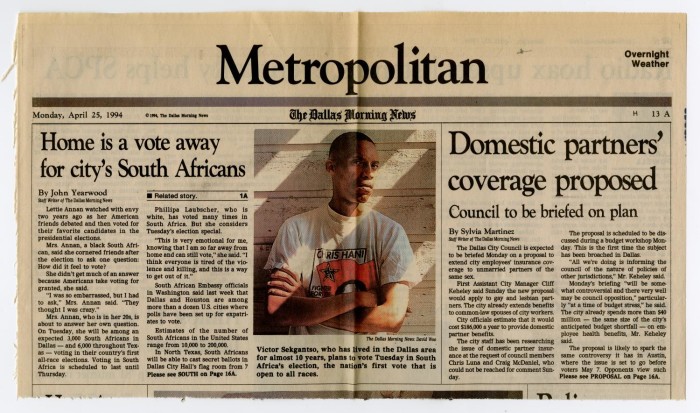 Metropolitan
Overnight
Weather
Monday, April 25, 1994
© 1994, The Dallas Morning News
The Dallas Morning News
H
13 A
Home is a vote away
for city's South Africans
By John Yearwood
Staff Writer of The Dallas Morning News
Lettie Annan watched with envy
two years ago as her American
friends debated and then voted for
their favorite candidates in the
presidential elections.
Mrs. Annan, a black South Afri-
can, said she cornered friends after
the election to ask one question:
How did it feel to vote?
She didn't get much of an answer
because Americans take voting for
granted, she said.
"I was so embarrassed, but I had
to ask," Mrs. Annan said. "They
thought I was crazy."
Mrs. Annan, who is in her 20s, is
about to answer her own question.
On Tuesday, she will be among an
expected 3,000 South Africans in
Dallas — and 6,000 throughout Tex-
as — voting in their country's first
all-race elections. Voting in South
Africa is scheduled to last until
Thursday.
■ Related story. 1A
Phillipa Laubscher, who is
white, has voted many times in
South Africa. But she considers
Tuesday's election special.
"This is very emotional for me,
knowing that I am so far away from
home and can still vote," she said. "I
think everyone is tired of the vio-
lence and killing, and this is a way
to get out of it."
South African Embassy officials
in Washington said last week that
Dallas and Houston are among
more than a dozen U.S. cities where
polls have been set up for expatri-
ates to vote.
Estimates of the number of
South Africans in the United States
range from 10,000 to 20,000.
In North Texas, South Africans
will be able to cast secret ballots in
Dallas City Hall's flag room from 7
Please see SOUTH on Page 16A.
CHRIS HANI
The Dallas Morning News:
Victor Sekgantso, who has lived in the Dallas area
for almost 10 years, plans to vote Tuesday in South
Africa's election, the nation's first vote that is
open to all races.
Domestic partners'
coverage proposed
Council to be briefed on plan
By Sylvia Martinez
Staff Writer of The Dallas Morning News
The Dallas City Council is expected
to be briefed Monday on a proposal to
extend city employees' insurance cov-
erage to unmarried partners of the
same sex.
First Assistant City Manager Cliff
Keheley said Sunday the new proposal
would apply to gay and lesbian part-
ners. The city already extends benefits
to common-law spouses of city workers.
City officials estimate that it would
cost $186,000 a year to provide domestic
partner benefits.
The city staff has been researching
the issue of domestic partner insur-
ance at the request of council members
Chris Luna and Craig McDaniel, who
could not be reached for comment Sun-
day.
The proposal is scheduled to be dis-
cussed during a budget workshop Mon-
day. This is the first time the subject
has been broached in Dallas.
"All we're doing is informing the
council of the nature of policies of
other jurisdictions," Mr. Keheley said.
Monday's briefing "will be some-
what controversial and there very well
may be council opposition," particular-
ly "at a time of budget stress," he said.
The city already spends more than $40
million — the same size of the city's
anticipated budget shortfall — on em-
ployee health benefits, Mr. Keheley
said.
The proposal is likely to spark the
same controversy it has in Austin,
where the issue is set to go before
voters May 7. Opponents view such
Please see PROPOSAL on Page 16A.